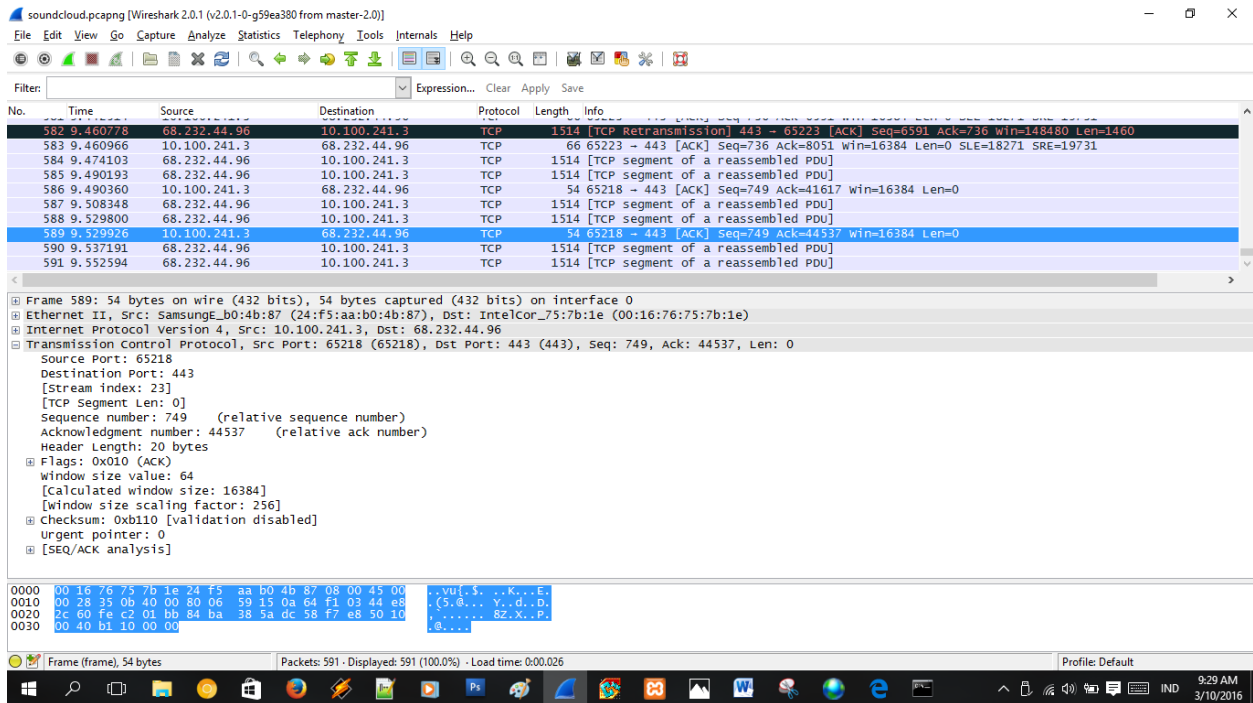 soundcloud.pcapng [Wireshark 2.0.1 (v2.0.1-0-g59ea380 from master-2.0)]
File Edit View Go Capture Analyze Statistics Telephony Tools Internals Help
Filter: Expression... Clear Apply Save
No. Time Source Destination Protocol Length Info
582 9.460778 68.232.44.96 10.100.241.3 TCP 1514 [TCP Retransmission] 443 → 65223 [ACK] Seq=6591 Ack=736 Win=148480 Len=1460
583 9.460966 10.100.241.3 68.232.44.96 TCP 66 65223 → 443 [ACK] Seq=736 Ack=8051 Win=16384 Len=0 SLE=18271 SRE=19731
584 9.474103 68.232.44.96 10.100.241.3 TCP 1514 [TCP segment of a reassembled PDU]
585 9.490193 68.232.44.96 10.100.241.3 TCP 1514 [TCP segment of a reassembled PDU]
586 9.490360 10.100.241.3 68.232.44.96 TCP 54 65218 → 443 [ACK] Seq=749 Ack=41617 Win=16384 Len=0
587 9.508348 68.232.44.96 10.100.241.3 TCP 1514 [TCP segment of a reassembled PDU]
588 9.529800 68.232.44.96 10.100.241.3 TCP 1514 [TCP segment of a reassembled PDU]
589 9.529926 10.100.241.3 68.232.44.96 TCP 54 65218 → 443 [ACK] Seq=749 Ack=44537 Win=16384 Len=0
590 9.537191 68.232.44.96 10.100.241.3 TCP 1514 [TCP segment of a reassembled PDU]
591 9.552594 68.232.44.96 10.100.241.3 TCP 1514 [TCP segment of a reassembled PDU]
Frame 589: 54 bytes on wire (432 bits), 54 bytes captured (432 bits) on interface 0
Ethernet II, Src: SamsungE_b0:4b:87 (24:f5:aa:b0:4b:87), Dst: IntelCor_75:7b:1e (00:16:76:75:7b:1e)
Internet Protocol Version 4, Src: 10.100.241.3, Dst: 68.232.44.96
Transmission Control Protocol, Src Port: 65218 (65218), Dst Port: 443 (443), Seq: 749, Ack: 44537, Len: 0
Source Port: 65218
Destination Port: 443
[Stream index: 23]
[TCP Segment Len: 0]
Sequence number: 749 (relative sequence number)
Acknowledgment number: 44537 (relative ack number)
Header Length: 20 bytes
Flags: 0x010 (ACK)
Window size value: 64
[Calculated window size: 16384]
[Window size scaling factor: 256]
Checksum: 0xb110 [validation disabled]
Urgent pointer: 0
[SEQ/ACK analysis]
0000 00 16 76 75 7b 1e 24 f5 aa b0 4b 87 08 00 45 00 ..vu{.$. ..K...E.
0010 00 28 35 0b 40 00 80 06 59 15 0a 64 f1 03 44 e8 .(5.@... Y..d..D.
0020 2c 60 fe c2 01 bb 84 ba 38 5a dc 58 f7 e8 50 10 ,`...... 8Z.X..P.
0030 00 40 b1 10 00 00 .@....
Frame (frame), 54 bytes Packets: 591 · Displayed: 591 (100.0%) · Load time: 0:00.026 Profile: Default
Ps W IND 9:29 AM
3/10/2016